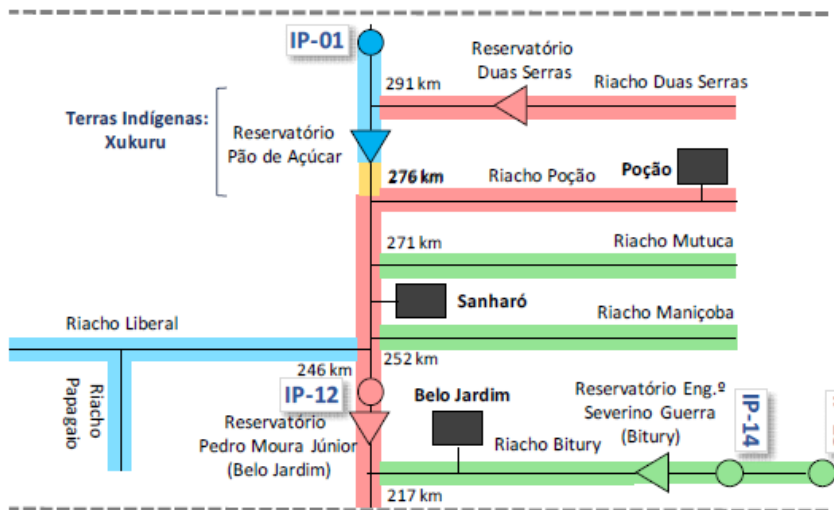 IP-01
Reservatório
Duas Serras
Riacho Duas Serras
291 km
Terras Indígenas:
Xukuru
Reservatório
Pão de Açúcar
276 km
Riacho Poção
Poção
271 km
Riacho Mutuca
Sanharó
Riacho Maniçoba
Riacho Liberal
252 km
246 km
Riacho
Papagaio
IP-12
Belo Jardim
Reservatório Eng.º
Severino Guerra
(Bitury)
IP-14
Reservatório
Pedro Moura Júnior
(Belo Jardim)
Riacho Bitury
217 km